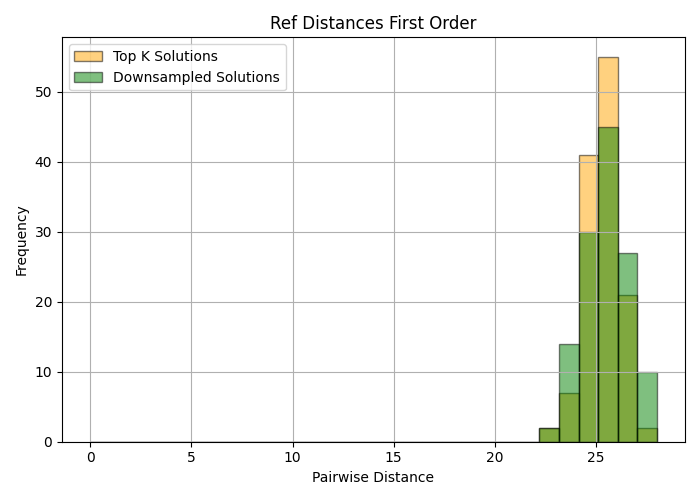 Ref Distances First Order
Top K Solutions
Downsampled Solutions
Frequency
50
40
30
20
10
0
0 5 10 15 20 25
Pairwise Distance